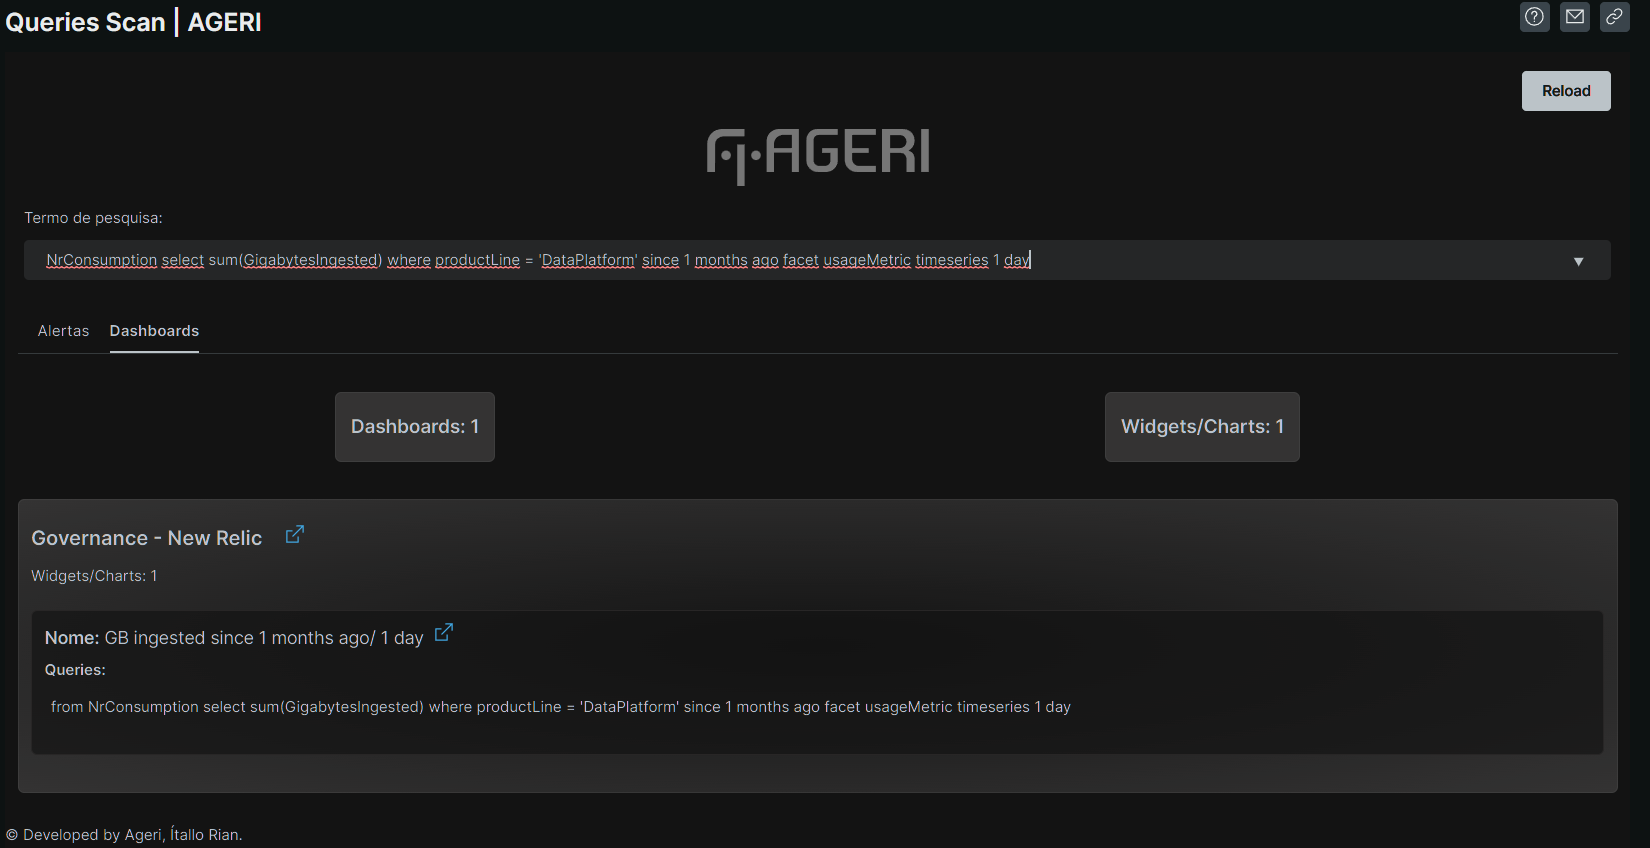 Queries Scan | AGERI
Reload
AGERI
Termo de pesquisa:
NrConsumption select sum(GigabytesIngested) where productLine = 'DataPlatform' since 1 months ago facet usageMetric timeseries 1 day
Alertas Dashboards
Dashboards: 1
Widgets/Charts: 1
Governance - New Relic
Widgets/Charts: 1
Nome: GB ingested since 1 months ago/ 1 day
Queries:
from NrConsumption select sum(GigabytesIngested) where productLine = 'DataPlatform' since 1 months ago facet usageMetric timeseries 1 day
© Developed by Ageri, Ítallo Rian.